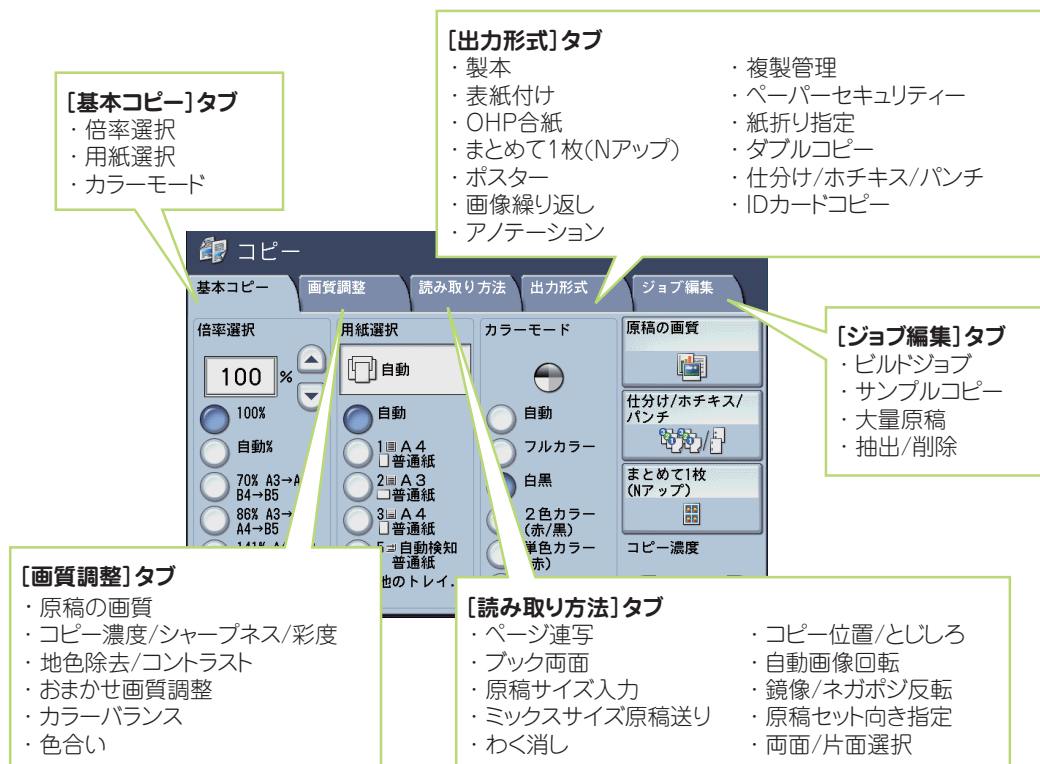 [出力形式]タブ
・製本
・表紙付け
・OHP合紙
・まとめて1枚(Nアップ)
・ポスター
・画像繰り返し
・アノテーション
・複製管理
・ペーパーセキュリティー
・紙折り指定
・ダブルコピー
・仕分け/ホチキス/パンチ
・IDカードコピー
[基本コピー]タブ
・倍率選択
・用紙選択
・カラーモード
コピー
基本コピー
画質調整
読み取り方法
出力形式
ジョブ編集
倍率選択
100 %
100%
自動%
70% A3→A
B4→B5
86% A3→
A4→B5
用紙選択
自動
自動
1 A4
普通紙
2 A3
普通紙
3 A4
普通紙
5 自動検知
普通紙
他のトレイ.
カラーモード
自動
フルカラー
白黒
2色カラー
(赤/黒)
単色カラー
赤)
原稿の画質
仕分け/ホチキス/
パンチ
まとめて1枚
(Nアップ)
コピー濃度
[ジョブ編集]タブ
・ビルドジョブ
・サンプルコピー
・大量原稿
・抽出/削除
[画質調整]タブ
・原稿の画質
・コピー濃度/シャープネス/彩度
・地色除去/コントラスト
・おまかせ画質調整
・カラーバランス
・色合い
[読み取り方法]タブ
・ページ連写
・ブック両面
・原稿サイズ入力
・ミックスサイズ原稿送り
・わく消し
・コピー位置/とじしろ
・自動画像回転
・鏡像/ネガポジ反転
・原稿セット向き指定
・両面/片面選択